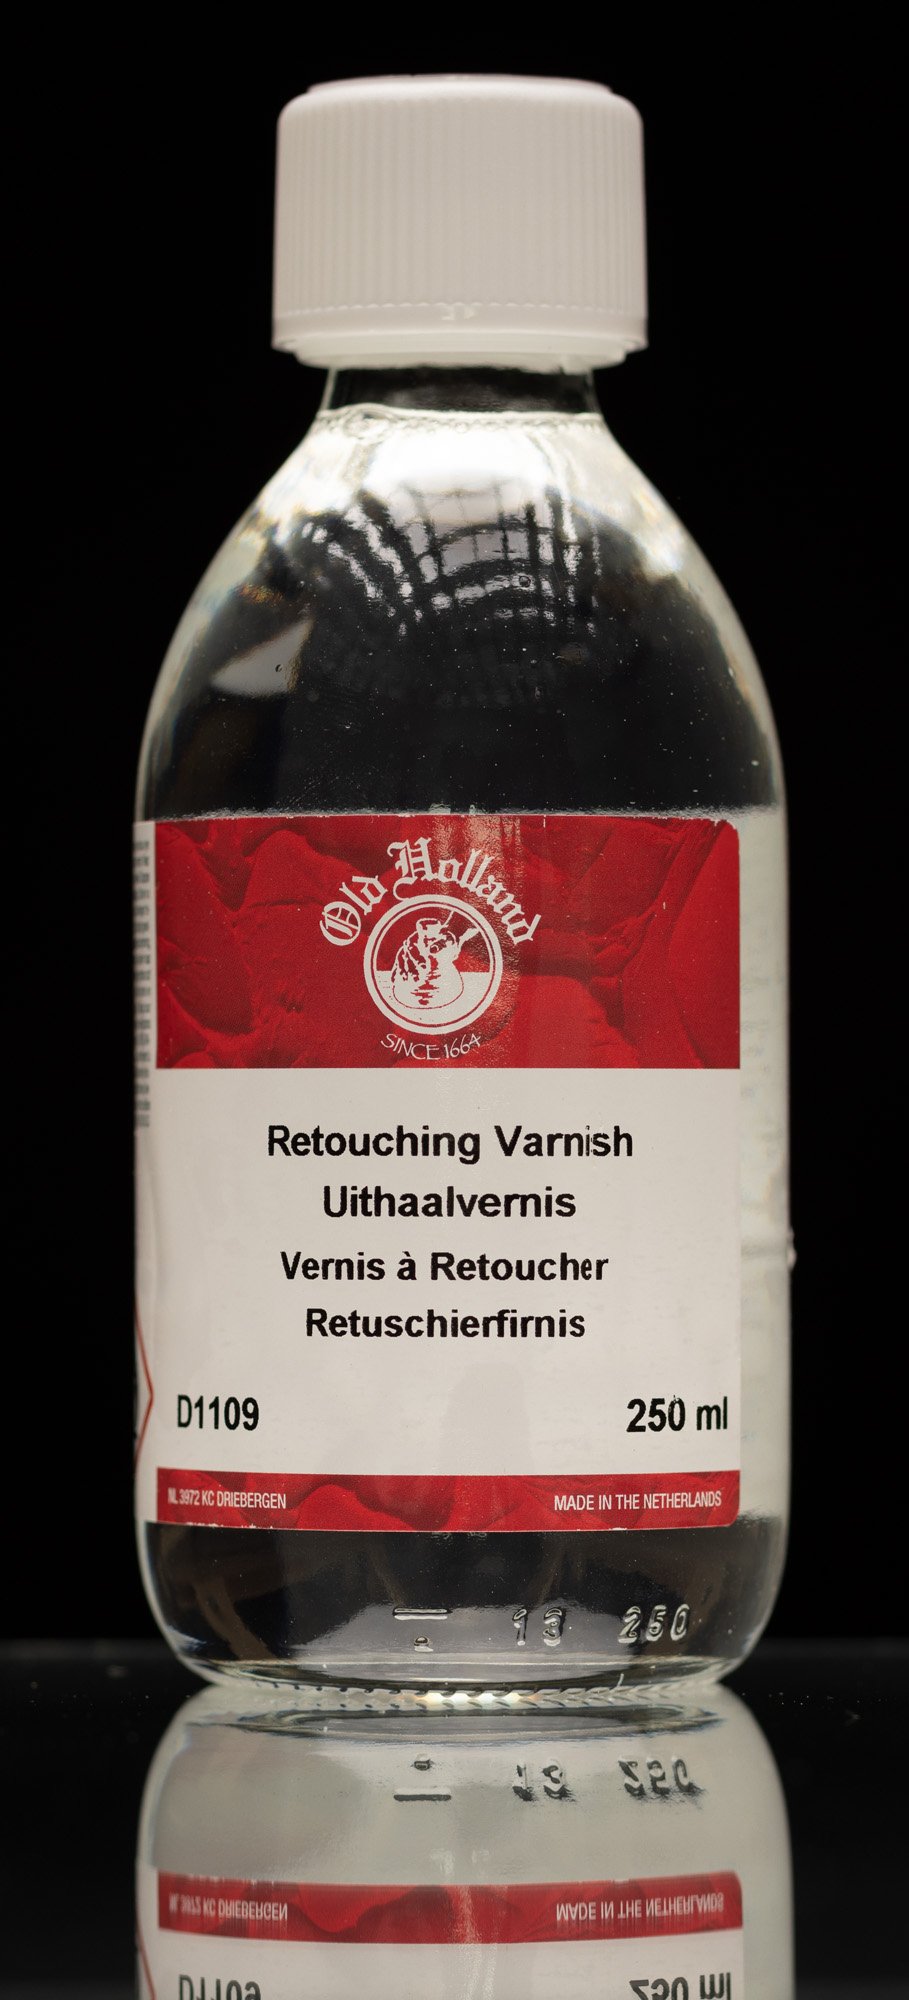 Old Holland
SINCE 1664
Retouching Varnish
Uithaalvernis
Vernis à Retoucher
Retuschierfirnis
D1109 250 ml
NL 3972 KC DRIEBERGEN MADE IN THE NETHERLANDS
13 250